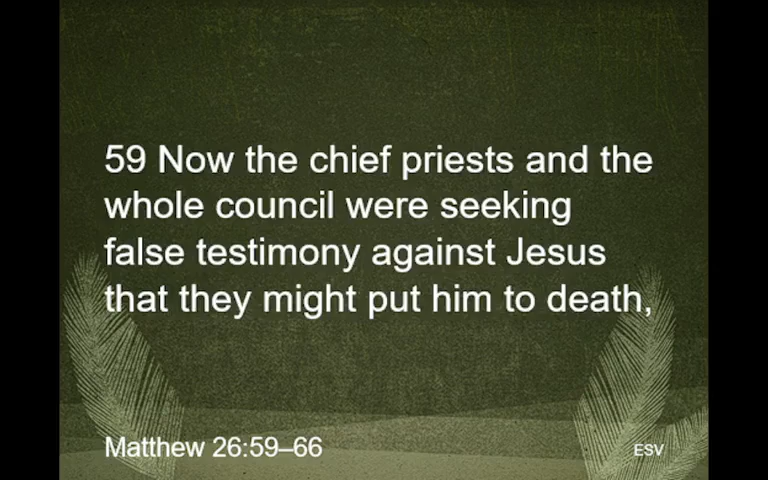 59 Now the chief priests and the
whole council were seeking
false testimony against Jesus
that they might put him to death,
Matthew 26:59–66
ESV